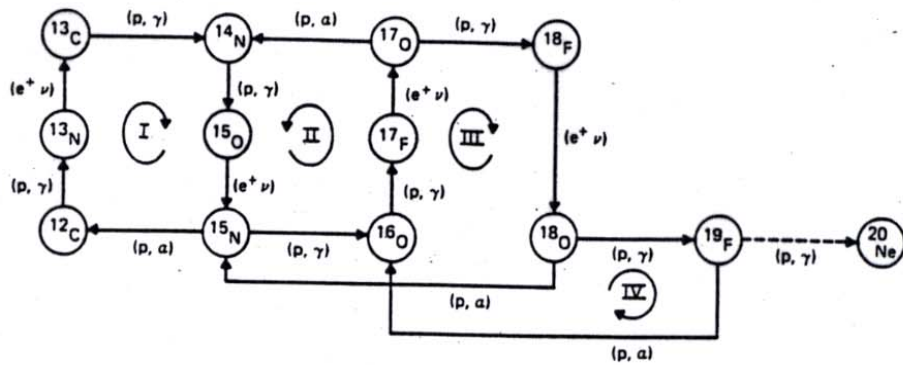 ¹³C (p, γ) ¹⁴N (p, α) ¹⁷O (p, γ) ¹⁸F
(e⁺ ν) (p, γ) (e⁺ ν)
¹³N I ¹⁵O II ¹⁷F III (e⁺ ν)
(p, γ) (e⁺ ν) (p, γ)
¹²C (p, α) ¹⁵N (p, γ) ¹⁶O ¹⁸O (p, γ) ¹⁹F (p, γ) ²⁰Ne
(p, α) IV
(p, α)